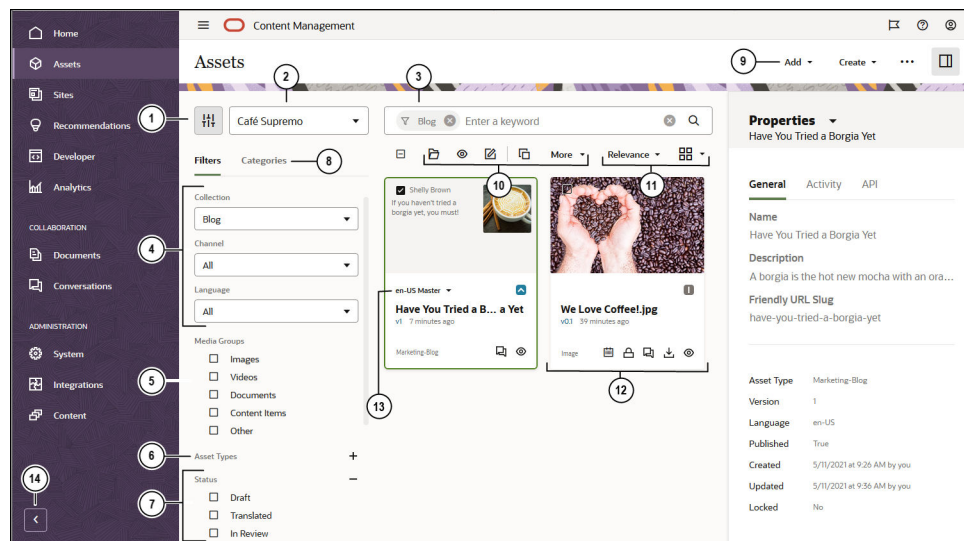 Home
Assets
Sites
Recommendations
Developer
Analytics
COLLABORATION
Documents
Conversations
ADMINISTRATION
System
Integrations
Content
14
Content Management
Assets
9
Add
Create
1
2
3
Café Supremo
Blog
Enter a keyword
Filters
Categories
8
More
Relevance
10
11
4
Collection
Blog
Channel
All
Language
All
5
Media Groups
Images
Videos
Documents
Content Items
Other
6
Asset Types
7
Status
Draft
Translated
In Review
Shelly Brown
If you haven't tried a
borgia yet, you must!
en-US Master
Have You Tried a B... a Yet
v1 7 minutes ago
Marketing-Blog
13
We Love Coffee!.jpg
v0.1 39 minutes ago
Image
12
Properties
Have You Tried a Borgia Yet
General
Activity
API
Name
Have You Tried a Borgia Yet
Description
A borgia is the hot new mocha with an ora...
Friendly URL Slug
have-you-tried-a-borgia-yet
Asset Type Marketing-Blog
Version 1
Language en-US
Published True
Created 5/11/2021 at 9:26 AM by you
Updated 5/11/2021 at 9:36 AM by you
Locked No